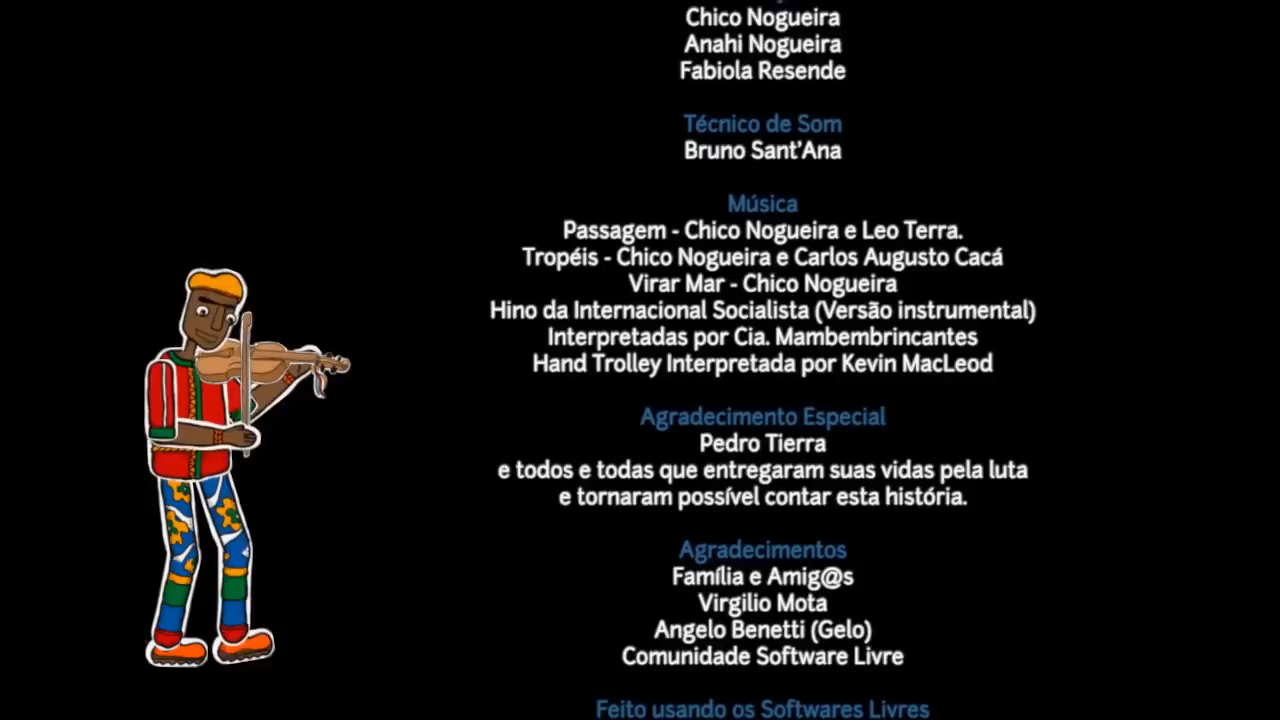 Chico Nogueira
Anahi Nogueira
Fabiola Resende
Técnico de Som
Bruno Sant'Ana
Música
Passagem - Chico Nogueira e Leo Terra.
Tropéis - Chico Nogueira e Carlos Augusto Cacá
Virar Mar - Chico Nogueira
Hino da Internacional Socialista (Versão instrumental)
Interpretadas por Cia. Mambembrincantes
Hand Trolley Interpretada por Kevin MacLeod
Agradecimento Especial
Pedro Tierra
e todos e todas que entregaram suas vidas pela luta
e tornaram possível contar esta história.
Agradecimentos
Família e Amig@s
Virgilio Mota
Angelo Benetti (Gelo)
Comunidade Software Livre
Feito usando os Softwares Livres